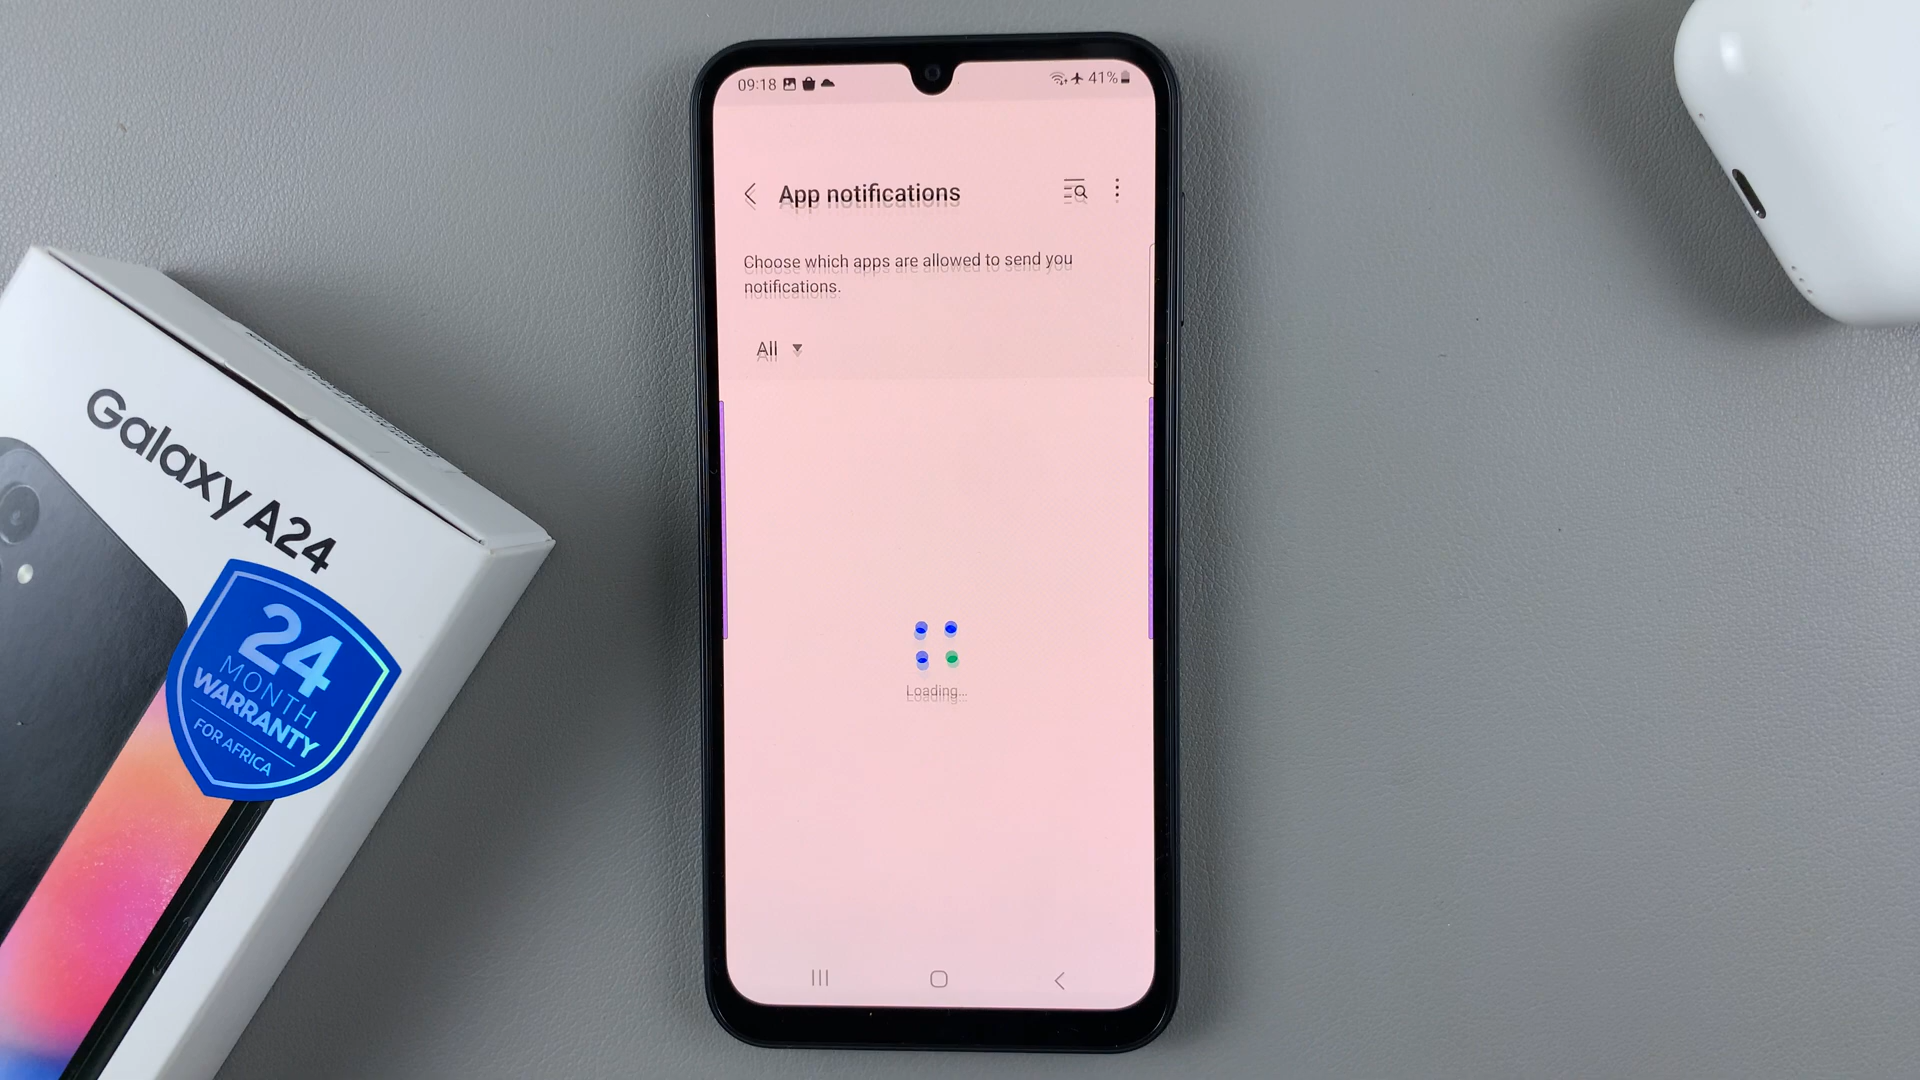 09:18
41%
App notifications
Choose which apps are allowed to send you
notifications.
All
Loading...
Galaxy A24
24
MONTH
WARRANTY
FOR AFRICA